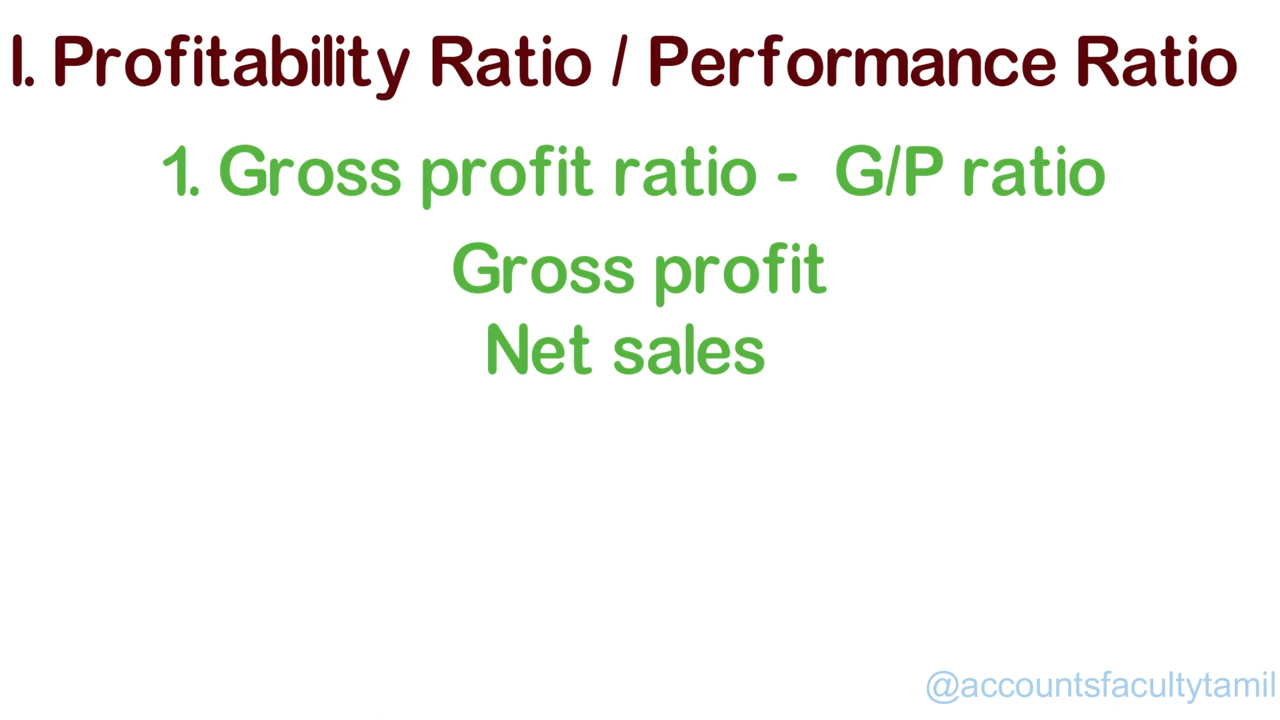 I. Profitability Ratio / Performance Ratio
1. Gross profit ratio - G/P ratio
Gross profit
Net sales
@accountsfacultytamil